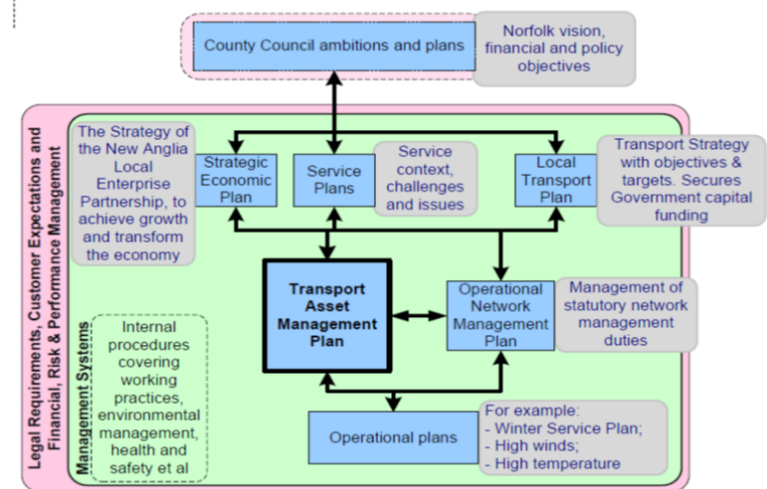 County Council ambitions and plans
Norfolk vision,
financial and policy
objectives
Legal Requirements, Customer Expectations and
Financial, Risk & Performance Management
The Strategy of
the New Anglia
Local
Enterprise
Partnership, to
achieve growth
and transform
the economy
Strategic
Economic
Plan
Service
Plans
Service
context,
challenges
and issues
Local
Transport
Plan
Transport Strategy
with objectives &
targets. Secures
Government capital
funding
Transport
Asset
Management
Plan
Operational
Network
Management
Plan
Management of
statutory network
management
duties
Management Systems
Internal
procedures
covering
working
practices,
environmental
management,
health and
safety et al
Operational plans
For example:
- Winter Service Plan;
- High winds;
- High temperature